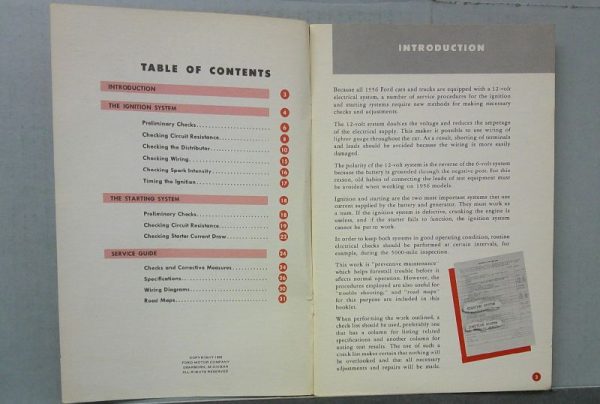 TABLE OF CONTENTS
INTRODUCTION 3
THE IGNITION SYSTEM 4
Preliminary Checks 6
Checking Circuit Resistance 8
Checking the Distributor 10
Checking Wiring 15
Checking Spark Intensity 16
Timing the Ignition 17
THE STARTING SYSTEM 18
Preliminary Checks 18
Checking Circuit Resistance 19
Checking Starter Current Draw 23
SERVICE GUIDE 24
Checks and Corrective Measures
Specifications
Wiring Diagrams
Road Maps 31
COPYRIGHT
FORD MOTOR COMPANY
DEARBORN, MICHIGAN
ALL RIGHTS RESERVED
INTRODUCTION
Because all 1956 Ford cars and trucks are equipped with a 12-volt
electrical system, a number of service procedures for the ignition
and starting systems require new methods for making necessary
checks and adjustments.
The 12-volt system doubles the voltage and reduces the amperage
of the electrical supply. This makes it possible to use wiring of
lighter gauge throughout the car. As a result, shorting of terminals
and leads should be avoided because the wiring is more easily
damaged.
The polarity of the 12-volt system is the reverse of the 6-volt system
because the battery is grounded through the negative post. For this
reason, old habits of connecting the leads of test equipment must
be avoided when working on 1956 models.
Ignition and starting are the two most important systems that use
current supplied by the battery and generator. They must work as
a team. If the ignition system is defective, cranking the engine is
useless; and if the starter fails to function, the ignition system
cannot be put to work.
In order to keep both systems in good operating condition, routine
electrical checks should be performed at certain intervals, for
example, during the 5000-mile inspection.
This work is "preventive maintenance"
which helps forestall trouble before it
affects normal operation. However, the
procedures employed are also useful for
"trouble shooting," and "road maps"
for this purpose are included in this
booklet.
When performing the work outlined, a
check list should be used, preferably one
that has a column for listing related
specifications and another column for
noting test results. The use of such a
check list makes certain that nothing will
be overlooked and that all necessary
adjustments and repairs will be made.
STARTING SYSTEM
IGNITION SYSTEM
3